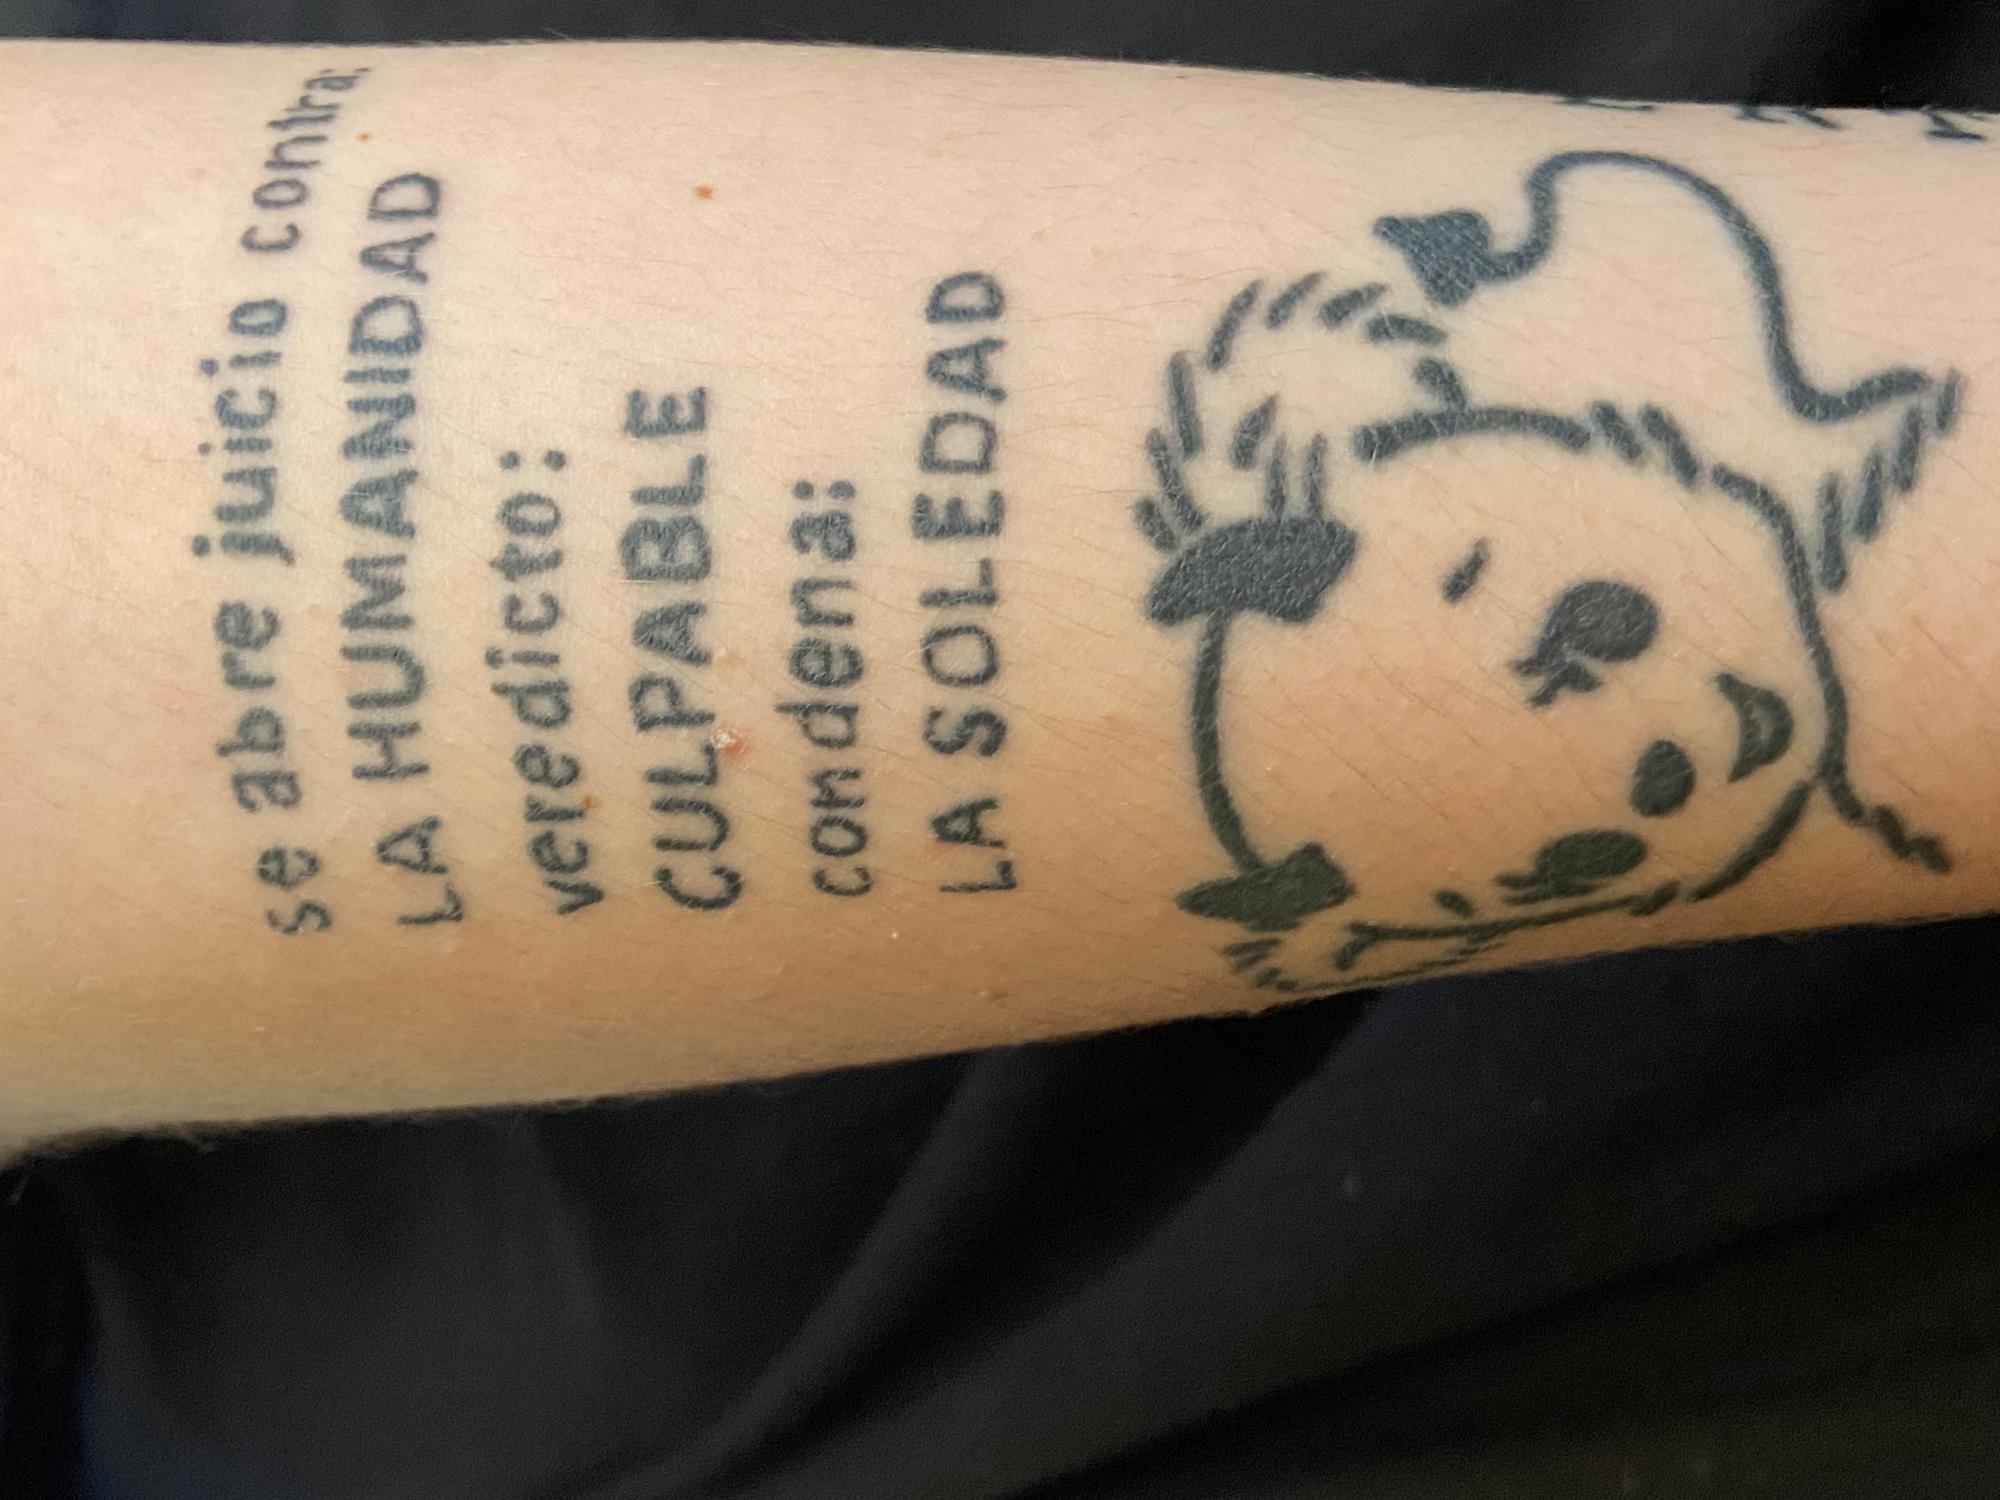 se abre juicio contra:
LA HUMANIDAD
veredicto:
CULPABLE
condena:
LA SOLEDAD